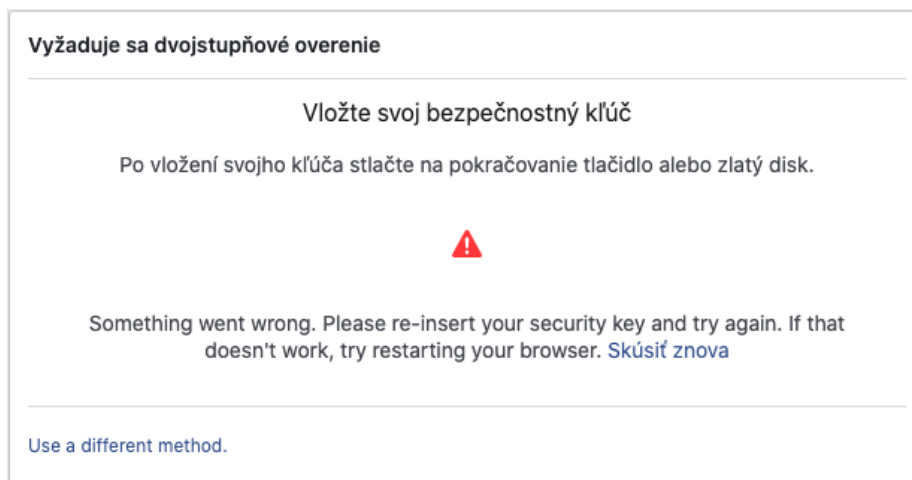 Vyžaduje sa dvojstupňové overenie
Vložte svoj bezpečnostný kľúč
Po vložení svojho kľúča stlačte na pokračovanie tlačidlo alebo zlatý disk.
Something went wrong. Please re-insert your security key and try again. If that
doesn't work, try restarting your browser. Skúsiť znova
Use a different method.